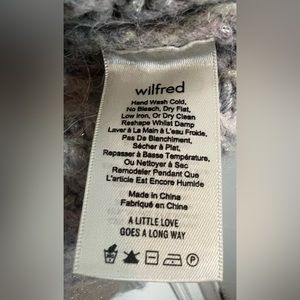 wilfred
Hand Wash Cold,
No Bleach, Dry Flat,
Low Iron, Or Dry Clean
Reshape Whilst Damp
Laver à La Main à L'eau Froide,
Pas De Blanchiment,
Sécher à Plat,
Repasser à Basse Température,
Ou Nettoyer à Sec
Remodeler Pendant Que
L'article Est Encore Humide
Made in China
Fabriqué en Chine
A LITTLE LOVE
GOES A LONG WAY
P